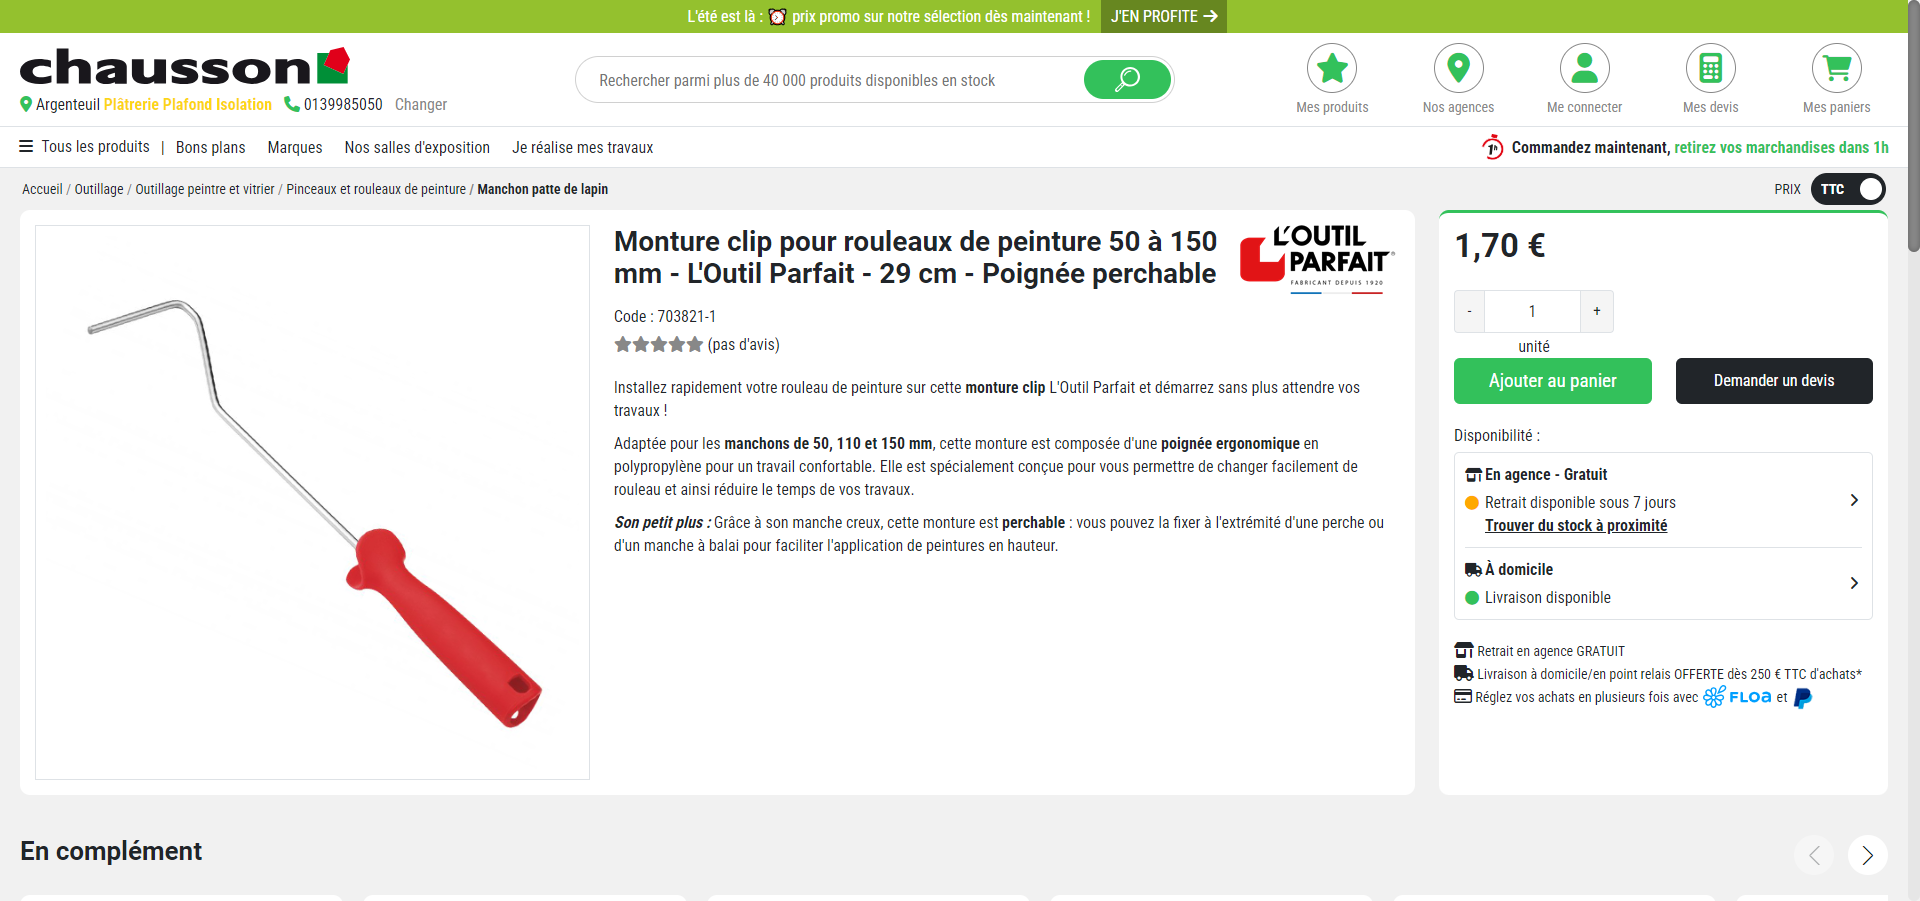 L'été est là : ⏰ prix promo sur notre sélection dès maintenant ! J'EN PROFITE →
chausson
Rechercher parmi plus de 40 000 produits disponibles en stock
Argenteuil Plâtrerie Plafond Isolation 0139985050 Changer
Mes produits
Nos agences
Me connecter
Mes devis
Mes paniers
Tous les produits | Bons plans Marques Nos salles d'exposition Je réalise mes travaux
1h Commandez maintenant, retirez vos marchandises dans 1h
Accueil / Outillage / Outillage peintre et vitrier / Pinceaux et rouleaux de peinture / Manchon patte de lapin
PRIX TTC
Monture clip pour rouleaux de peinture 50 à 150
mm - L'Outil Parfait - 29 cm - Poignée perchable
L'OUTIL
PARFAIT®
FABRICANT DEPUIS 1920
Code : 703821-1
(pas d'avis)
Installez rapidement votre rouleau de peinture sur cette monture clip L'Outil Parfait et démarrez sans plus attendre vos
travaux !
Adaptée pour les manchons de 50, 110 et 150 mm, cette monture est composée d'une poignée ergonomique en
polypropylène pour un travail confortable. Elle est spécialement conçue pour vous permettre de changer facilement de
rouleau et ainsi réduire le temps de vos travaux.
Son petit plus : Grâce à son manche creux, cette monture est perchable : vous pouvez la fixer à l'extrémité d'une perche ou
d'un manche à balai pour faciliter l'application de peintures en hauteur.
1,70 €
- 1 +
unité
Ajouter au panier
Demander un devis
Disponibilité :
En agence - Gratuit
Retrait disponible sous 7 jours
Trouver du stock à proximité
À domicile
Livraison disponible
Retrait en agence GRATUIT
Livraison à domicile/en point relais OFFERTE dès 250 € TTC d'achats*
Réglez vos achats en plusieurs fois avec FLOA et
En complément